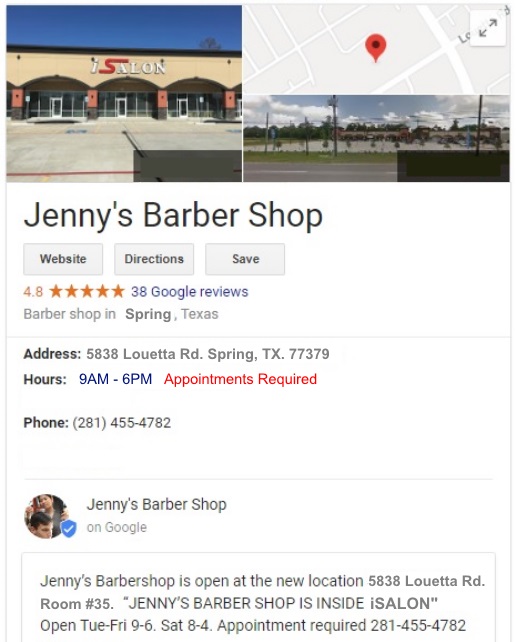 iSALON
Jenny's Barber Shop
Website Directions Save
4.8 38 Google reviews
Barber shop in Spring, Texas
Address: 5838 Louetta Rd. Spring, TX. 77379
Hours: 9AM - 6PM Appointments Required
Phone: (281) 455-4782
Jenny's Barber Shop
on Google
Jenny's Barbershop is open at the new location 5838 Louetta Rd.
Room #35. "JENNY'S BARBER SHOP IS INSIDE iSALON"
Open Tue-Fri 9-6. Sat 8-4. Appointment required 281-455-4782